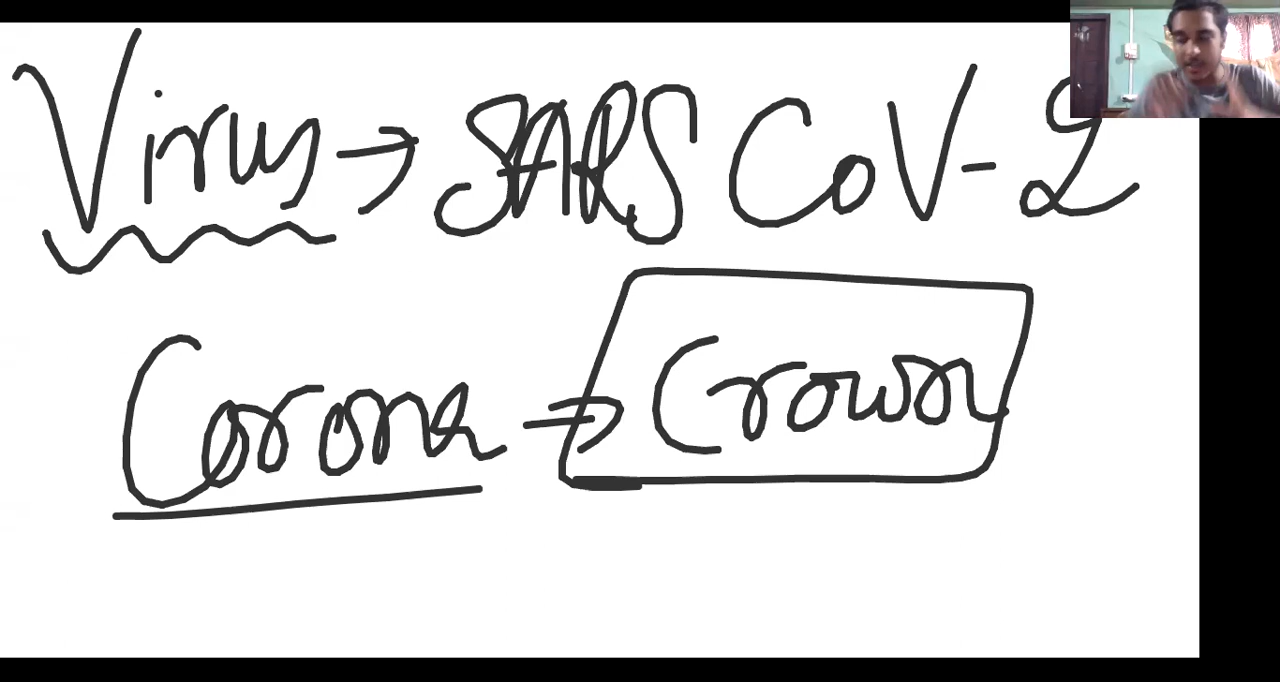 Virus → SARS CoV-2
Corona → Crown